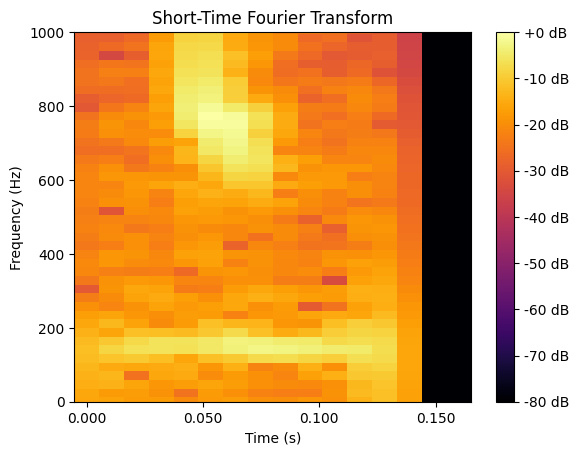 Short-Time Fourier Transform
1000
800
600
400
200
0
Frequency (Hz)
0.000
0.050
0.100
0.150
Time (s)
+0 dB
-10 dB
-20 dB
-30 dB
-40 dB
-50 dB
-60 dB
-70 dB
-80 dB